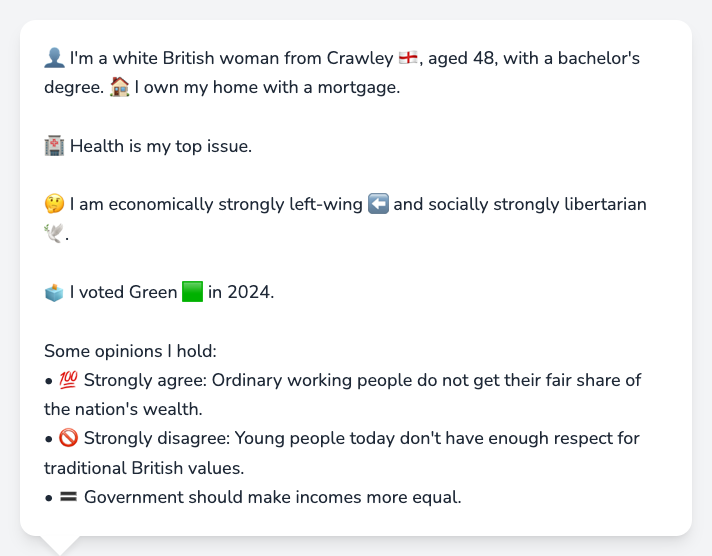 👤 I'm a white British woman from Crawley 🏴󠁧󠁢󠁥󠁮󠁧󠁿, aged 48, with a bachelor's
degree. 🏠 I own my home with a mortgage.
🏥 Health is my top issue.
🤔 I am economically strongly left-wing ⬅️ and socially strongly libertarian
🕊️.
🗳️ I voted Green 🟩 in 2024.
Some opinions I hold:
• 💯 Strongly agree: Ordinary working people do not get their fair share of
the nation's wealth.
• 🚫 Strongly disagree: Young people today don't have enough respect for
traditional British values.
• 🟰 Government should make incomes more equal.